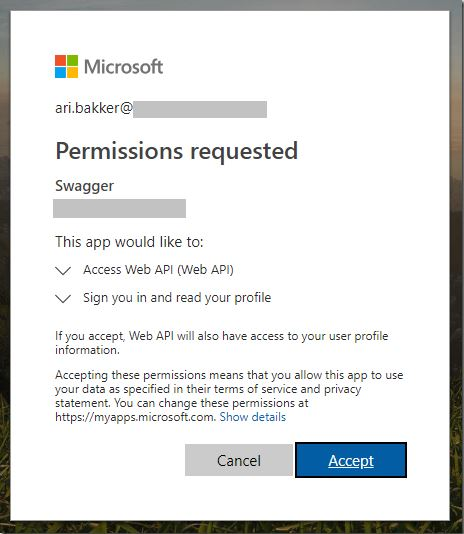 Microsoft
ari.bakker@
Permissions requested
Swagger
This app would like to:
Access Web API (Web API)
Sign you in and read your profile
If you accept, Web API will also have access to your user profile
information.
Accepting these permissions means that you allow this app to use
your data as specified in their terms of service and privacy
statement. You can change these permissions at
https://myapps.microsoft.com. Show details
Cancel Accept